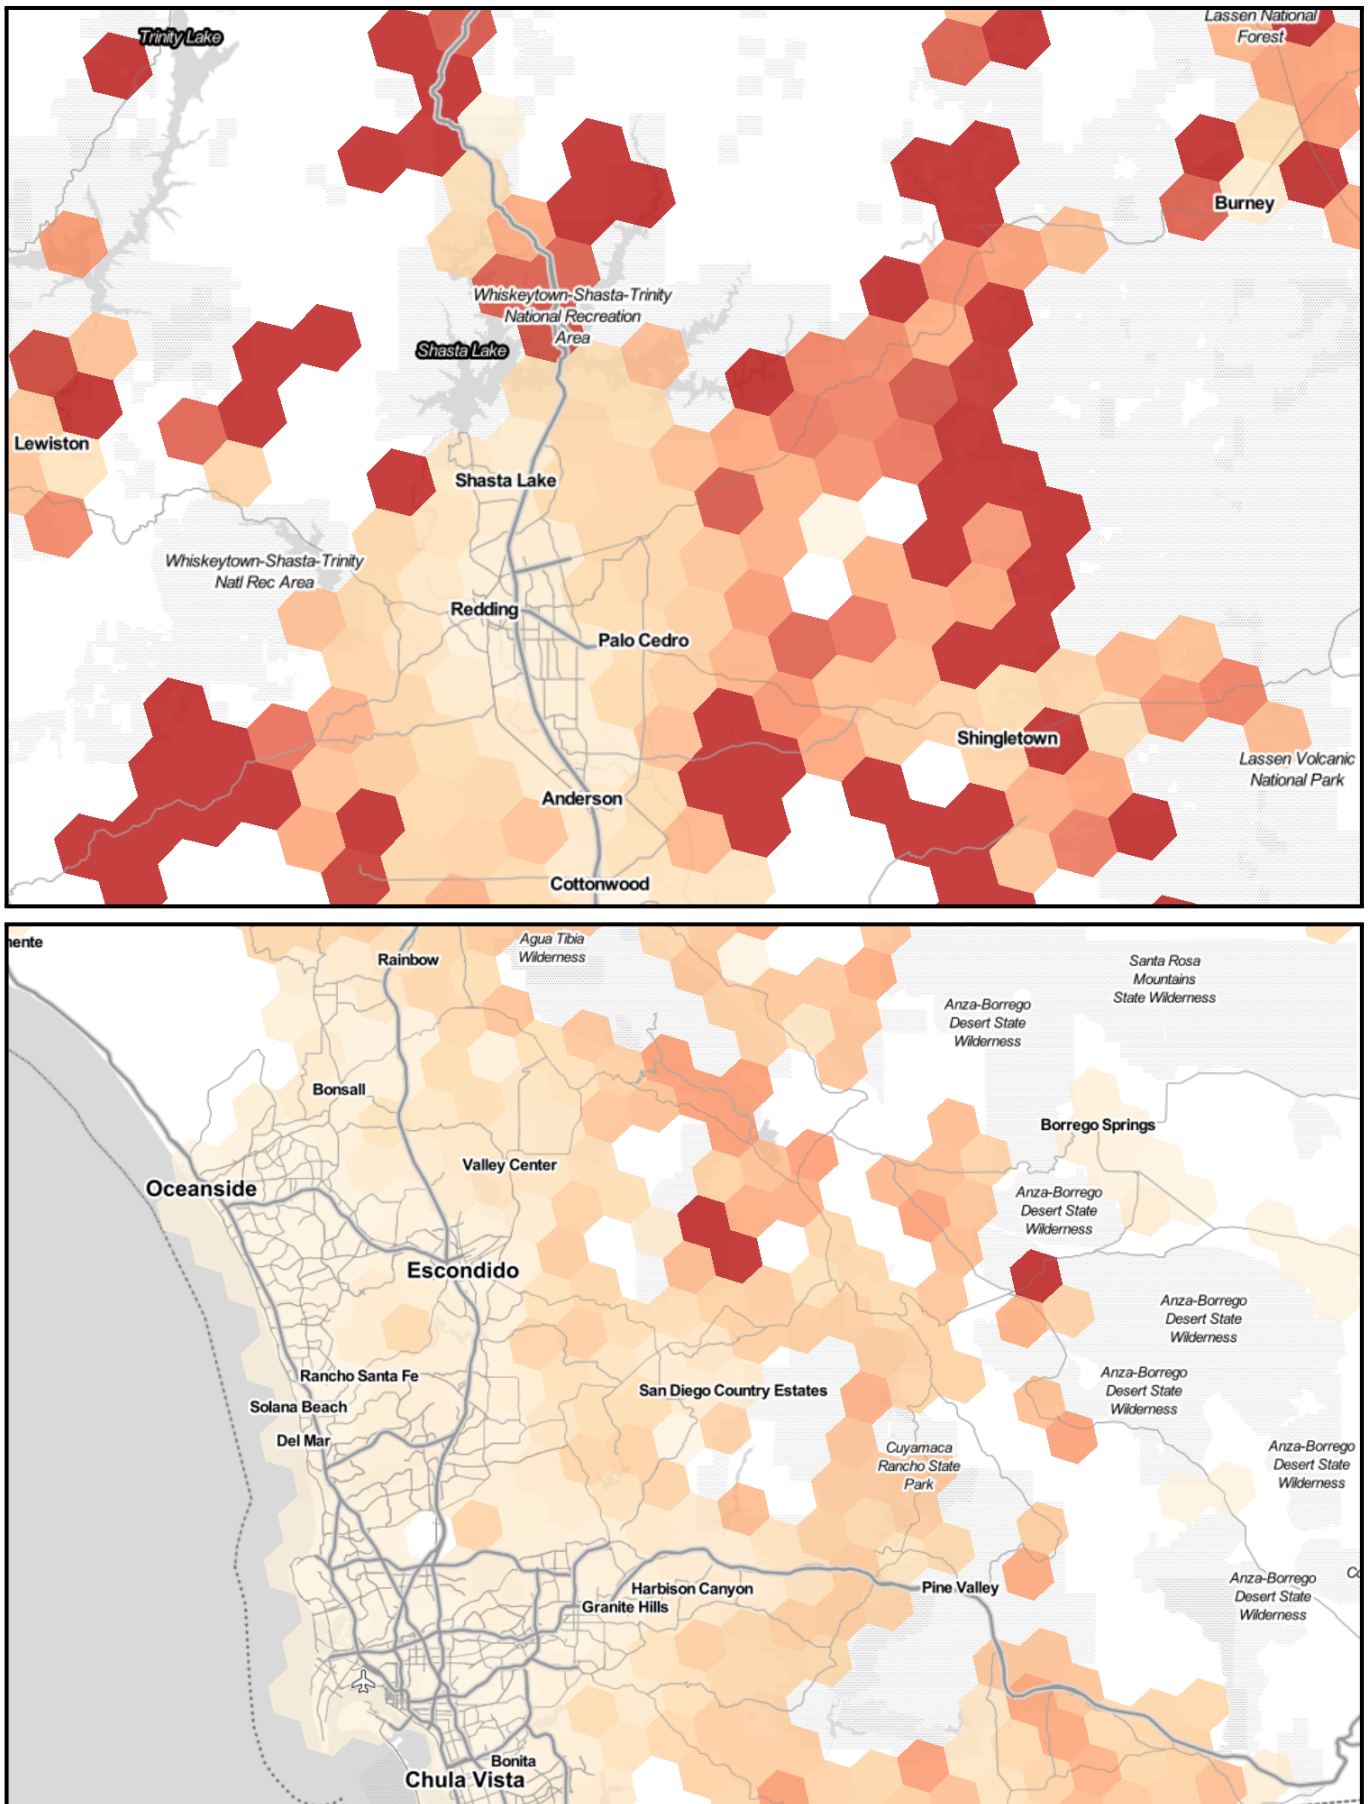 Lassen National
Forest
Trinity Lake
Burney
Whiskeytown-Shasta-Trinity
National Recreation
Area
Shasta Lake
Lewiston
Shasta Lake
Whiskeytown-Shasta-Trinity
Natl Rec Area
Redding
Palo Cedro
Shingletown
Lassen Volcanic
National Park
Anderson
Cottonwood
nente
Rainbow
Agua Tibia
Wilderness
Santa Rosa
Mountains
State Wilderness
Anza-Borrego
Desert State
Wilderness
Bonsall
Borrego Springs
Valley Center
Oceanside
Anza-Borrego
Desert State
Wilderness
Escondido
Anza-Borrego
Desert State
Wilderness
Rancho Santa Fe
San Diego Country Estates
Anza-Borrego
Desert State
Wilderness
Solana Beach
Del Mar
Cuyamaca
Rancho State
Park
Anza-Borrego
Desert State
Wilderness
Harbison Canyon
Pine Valley
Granite Hills
Anza-Borrego
Desert State
Wilderness
Bonita
Chula Vista